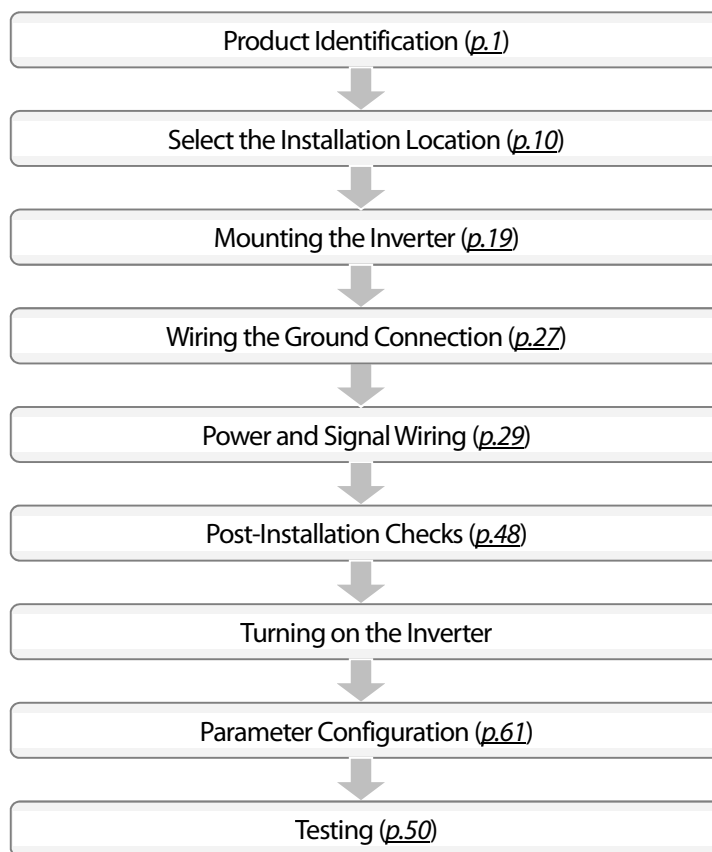 Product Identification (p.1)
Select the Installation Location (p.10)
Mounting the Inverter (p.19)
Wiring the Ground Connection (p.27)
Power and Signal Wiring (p.29)
Post-Installation Checks (p.48)
Turning on the Inverter
Parameter Configuration (p.61)
Testing (p.50)